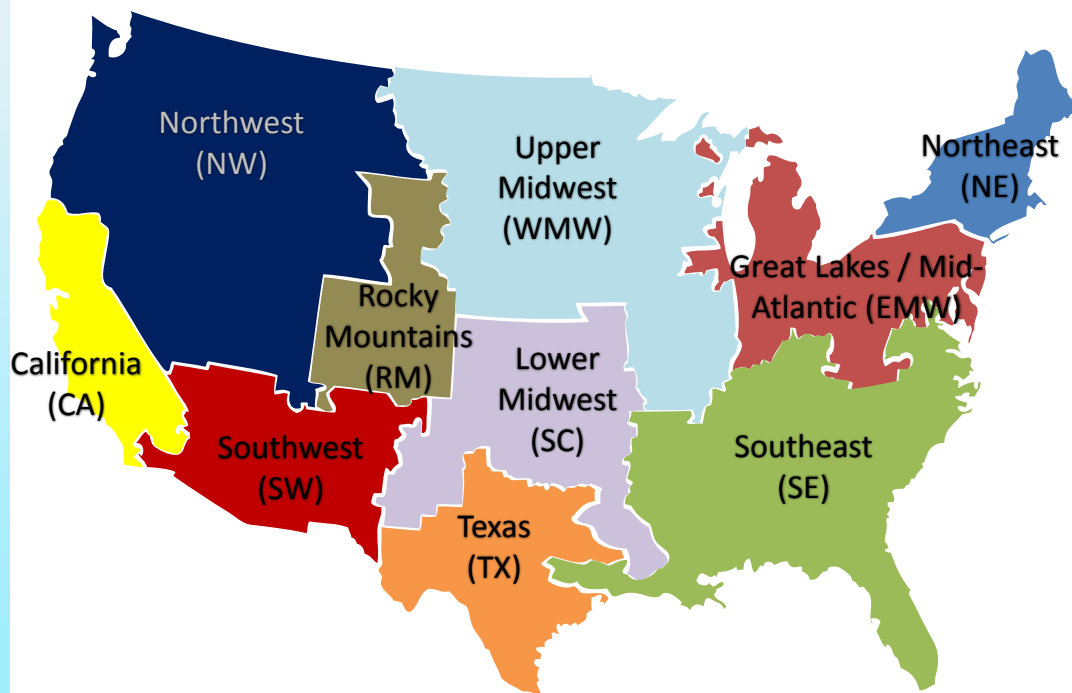 Northwest
(NW)
Upper
Midwest
(WMW)
Northeast
(NE)
Great Lakes / Mid-
Atlantic (EMW)
Rocky
Mountains
(RM)
California
(CA)
Lower
Midwest
(SC)
Southwest
(SW)
Southeast
(SE)
Texas
(TX)